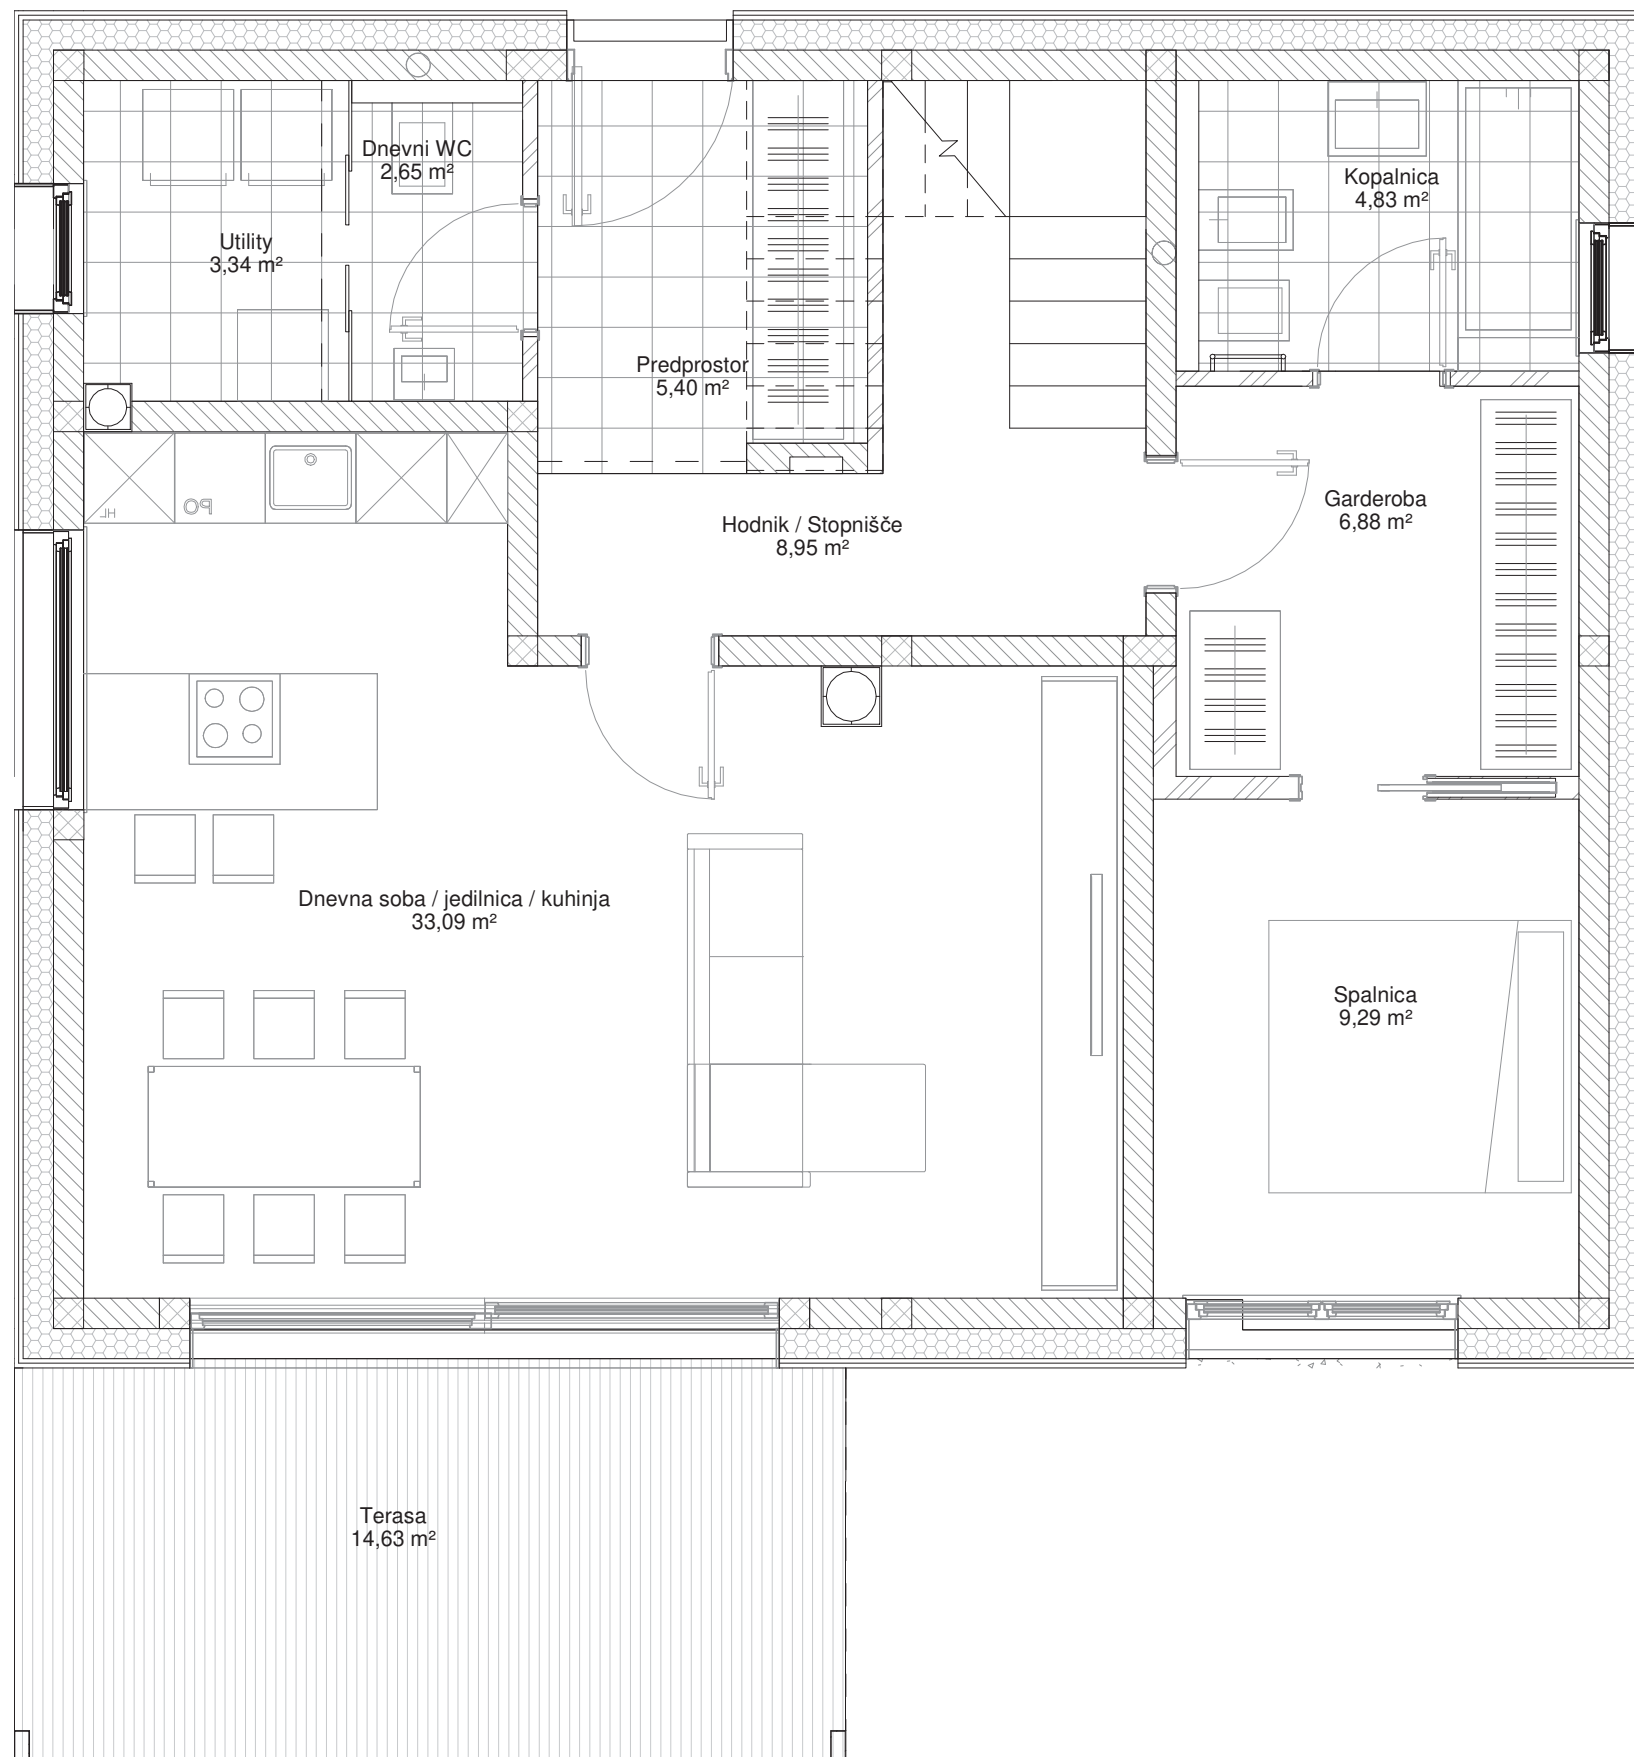 Dnevni WC
2,65 m²
Kopalnica
4,83 m²
Utility
3,34 m²
Predprostor
5,40 m²
Garderoba
6,88 m²
HL
PO
Hodnik / Stopnišče
8,95 m²
Dnevna soba / jedilnica / kuhinja
33,09 m²
Spalnica
9,29 m²
Terasa
14,63 m²